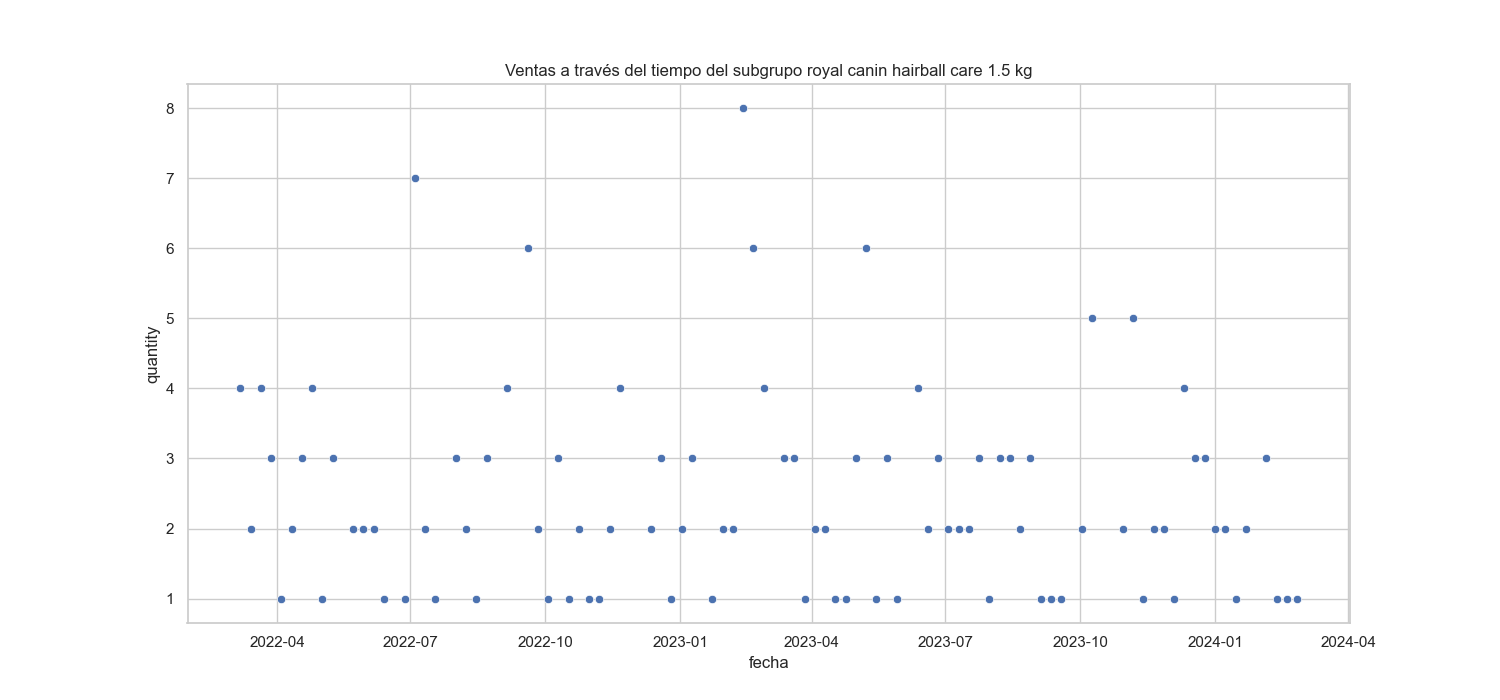 Ventas a través del tiempo del subgrupo royal canin hairball care 1.5 kg
8
7
6
5
4
3
2
1
quantity
2022-04 2022-07 2022-10 2023-01 2023-04 2023-07 2023-10 2024-01 2024-04
fecha